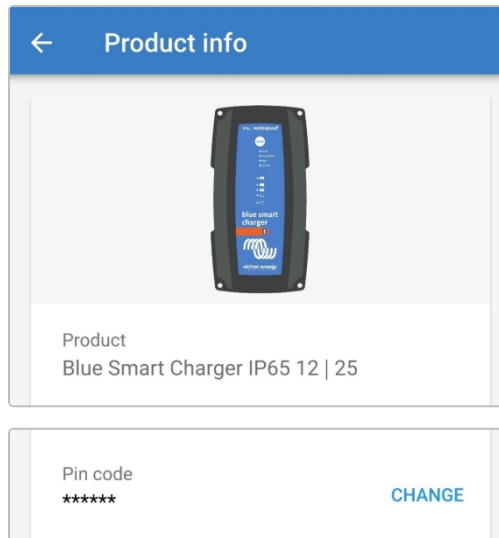 Product info
blue smart
charger
victron energy
Product
Blue Smart Charger IP65 12 | 25
Pin code
******
CHANGE